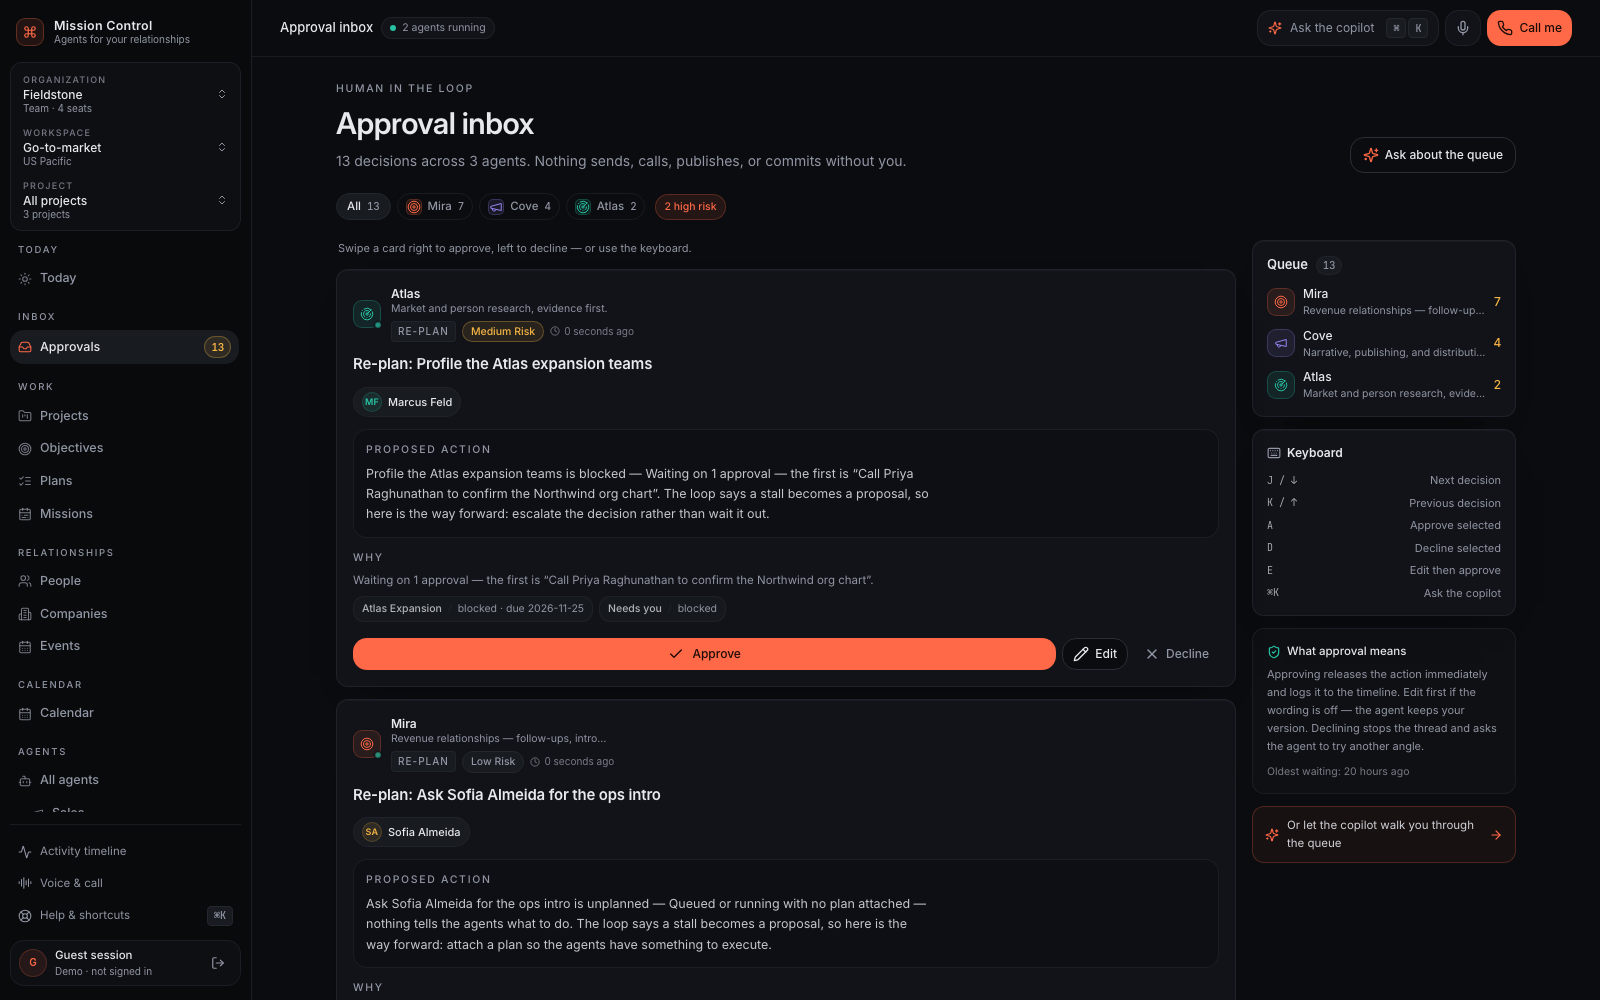 Mission Control
Agents for your relationships
ORGANIZATION
Fieldstone
Team · 4 seats
WORKSPACE
Go-to-market
US Pacific
PROJECT
All projects
3 projects
TODAY
Today
INBOX
Approvals
13
WORK
Projects
Objectives
Plans
Missions
RELATIONSHIPS
People
Companies
Events
CALENDAR
Calendar
AGENTS
All agents
Activity timeline
Voice & call
Help & shortcuts
⌘K
G
Guest session
Demo · not signed in
Approval inbox
2 agents running
Ask the copilot
⌘ K
Call me
HUMAN IN THE LOOP
Approval inbox
13 decisions across 3 agents. Nothing sends, calls, publishes, or commits without you.
Ask about the queue
All 13
Mira 7
Cove 4
Atlas 2
2 high risk
Swipe a card right to approve, left to decline — or use the keyboard.
Atlas
Market and person research, evidence first.
RE-PLAN
Medium Risk
0 seconds ago
Re-plan: Profile the Atlas expansion teams
MF
Marcus Feld
PROPOSED ACTION
Profile the Atlas expansion teams is blocked — Waiting on 1 approval — the first is “Call Priya
Raghunathan to confirm the Northwind org chart”. The loop says a stall becomes a proposal, so
here is the way forward: escalate the decision rather than wait it out.
WHY
Waiting on 1 approval — the first is “Call Priya Raghunathan to confirm the Northwind org chart”.
Atlas Expansion
blocked · due 2026-11-25
Needs you
blocked
Approve
Edit
Decline
Mira
Revenue relationships — follow-ups, intro…
RE-PLAN
Low Risk
0 seconds ago
Re-plan: Ask Sofia Almeida for the ops intro
SA
Sofia Almeida
PROPOSED ACTION
Ask Sofia Almeida for the ops intro is unplanned — Queued or running with no plan attached —
nothing tells the agents what to do. The loop says a stall becomes a proposal, so here is the
way forward: attach a plan so the agents have something to execute.
WHY
Queue
13
Mira
Revenue relationships — follow-up…
7
Cove
Narrative, publishing, and distributi…
4
Atlas
Market and person research, evide…
2
Keyboard
J / ↓ Next decision
K / ↑ Previous decision
A Approve selected
D Decline selected
E Edit then approve
⌘K Ask the copilot
What approval means
Approving releases the action immediately
and logs it to the timeline. Edit first if the
wording is off — the agent keeps your
version. Declining stops the thread and asks
the agent to try another angle.
Oldest waiting: 20 hours ago
Or let the copilot walk you through
the queue